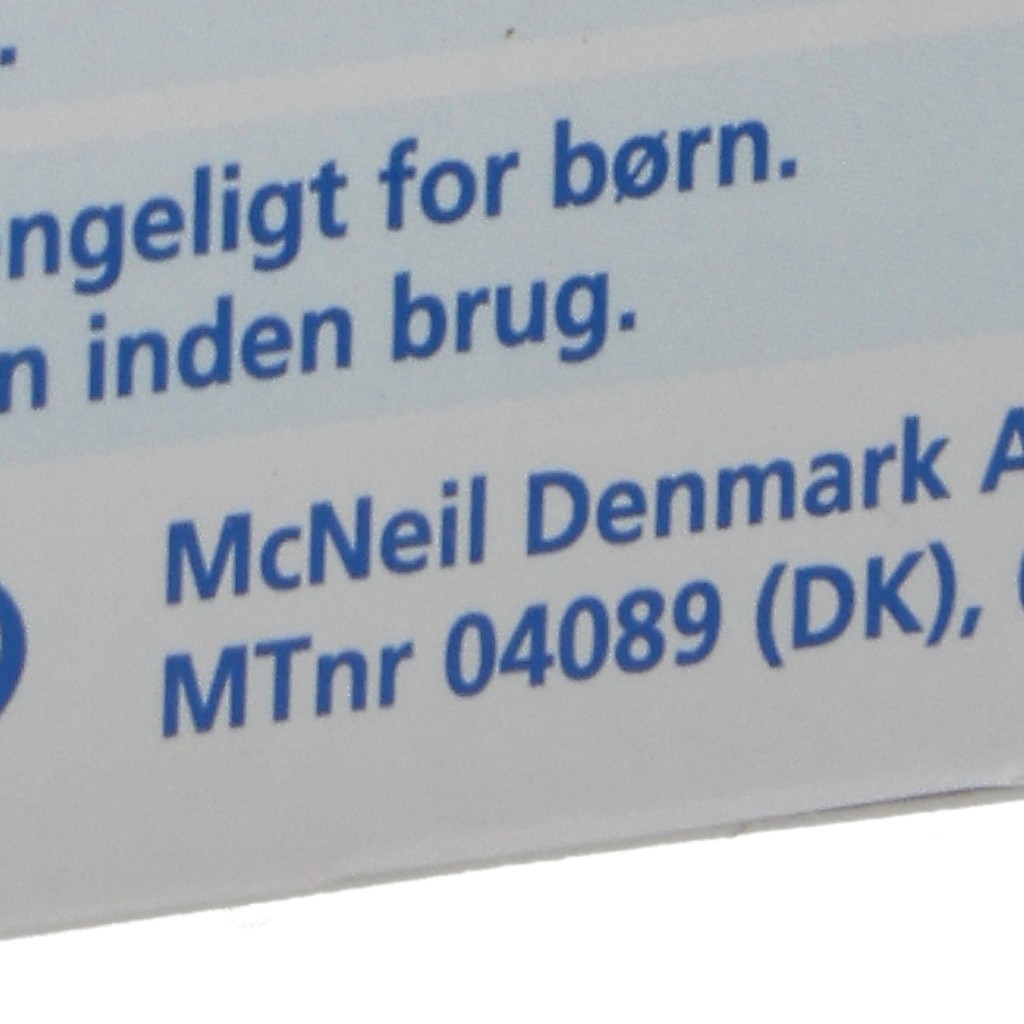 ngeligt for børn.
n inden brug.
McNeil Denmark A
MTnr 04089 (DK),